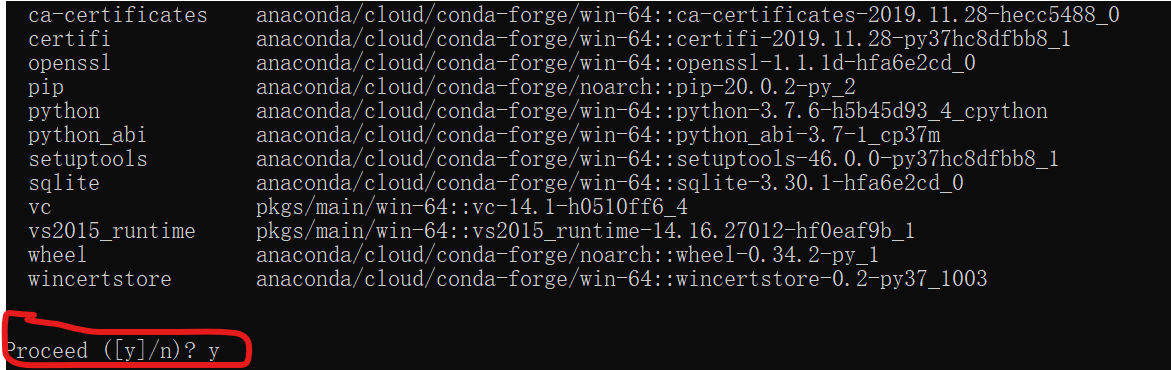 ca-certificates anaconda/cloud/conda-forge/win-64::ca-certificates-2019.11.28-hecc5488_0
certifi anaconda/cloud/conda-forge/win-64::certifi-2019.11.28-py37hc8dfbb8_1
openssl anaconda/cloud/conda-forge/win-64::openssl-1.1.1d-hfa6e2cd_0
pip anaconda/cloud/conda-forge/noarch::pip-20.0.2-py_2
python anaconda/cloud/conda-forge/win-64::python-3.7.6-h5b45d93_4_cpython
python_abi anaconda/cloud/conda-forge/win-64::python_abi-3.7-1_cp37m
setuptools anaconda/cloud/conda-forge/win-64::setuptools-46.0.0-py37hc8dfbb8_1
sqlite anaconda/cloud/conda-forge/win-64::sqlite-3.30.1-hfa6e2cd_0
vc pkgs/main/win-64::vc-14.1-h0510ff6_4
vs2015_runtime pkgs/main/win-64::vs2015_runtime-14.16.27012-hf0eaf9b_1
wheel anaconda/cloud/conda-forge/noarch::wheel-0.34.2-py_1
wincertstore anaconda/cloud/conda-forge/win-64::wincertstore-0.2-py37_1003
Proceed ([y]/n)? y